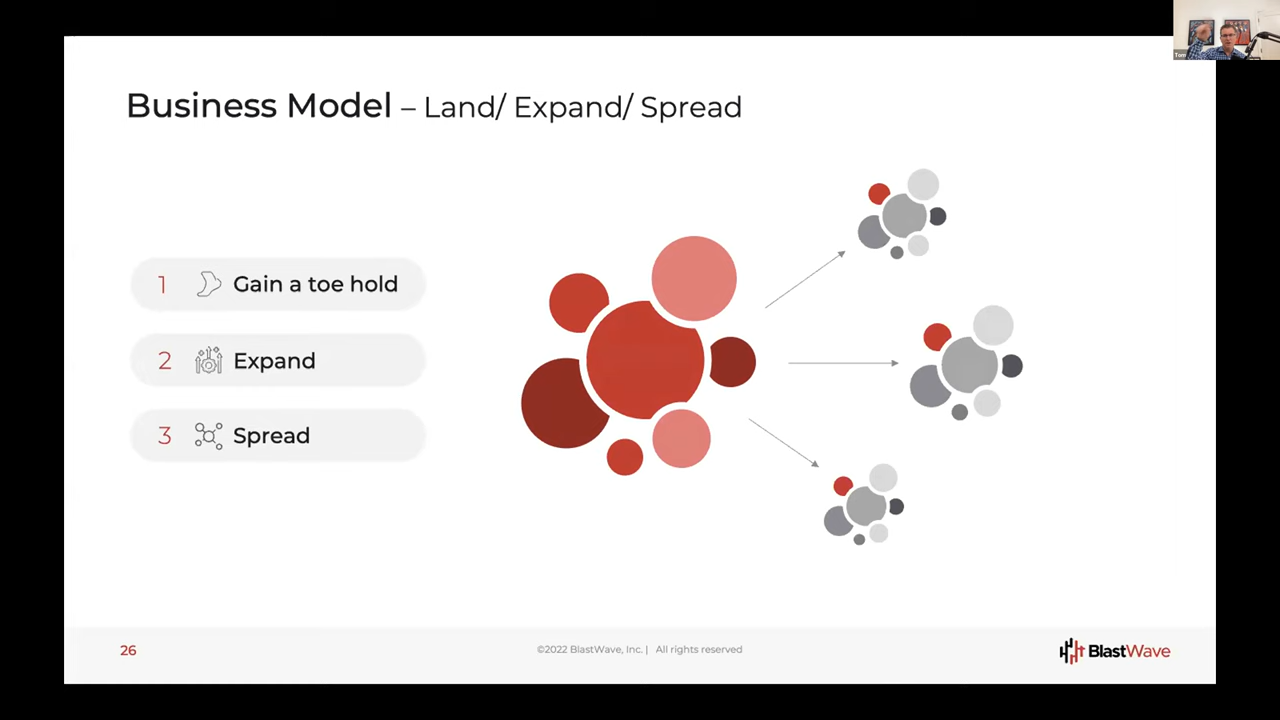 Tom
Business Model – Land/ Expand/ Spread
1 Gain a toe hold
2 Expand
3 Spread
26
©2022 BlastWave, Inc. | All rights reserved
BlastWave